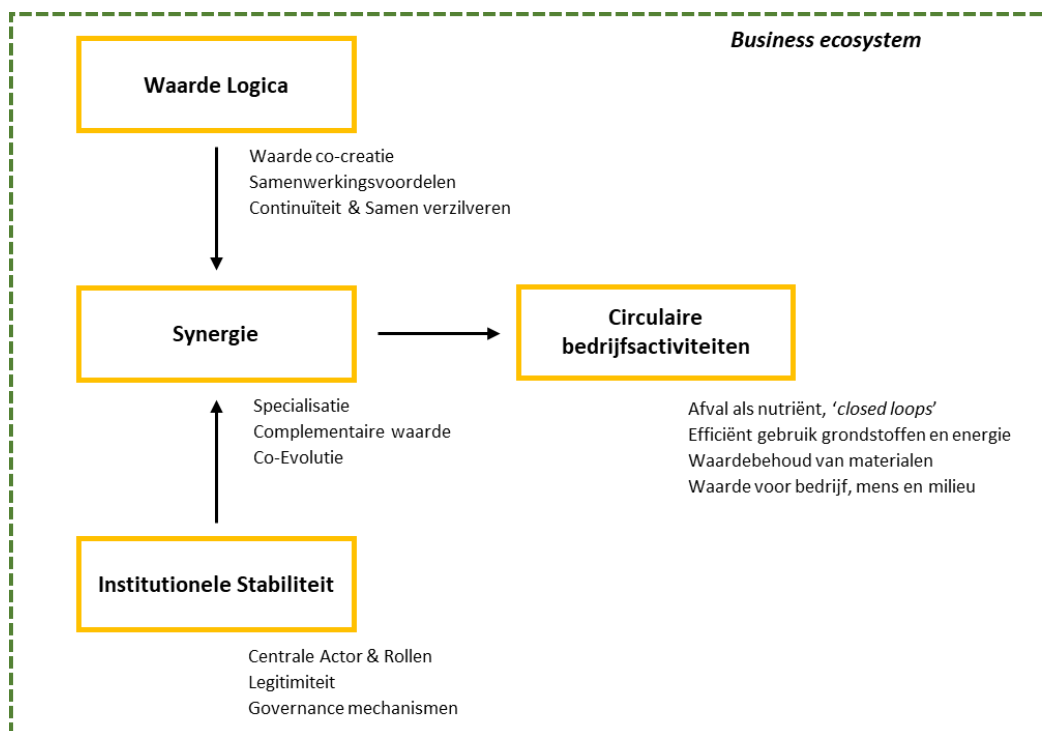 Business ecosystem
Waarde Logica
Waarde co-creatie
Samenwerkingsvoordelen
Continuïteit & Samen verzilveren
Synergie
Circulaire
bedrijfsactiviteiten
Specialisatie
Complementaire waarde
Co-Evolutie
Afval als nutriënt, ‘closed loops’
Efficiënt gebruik grondstoffen en energie
Waardebehoud van materialen
Waarde voor bedrijf, mens en milieu
Institutionele Stabiliteit
Centrale Actor & Rollen
Legitimiteit
Governance mechanismen